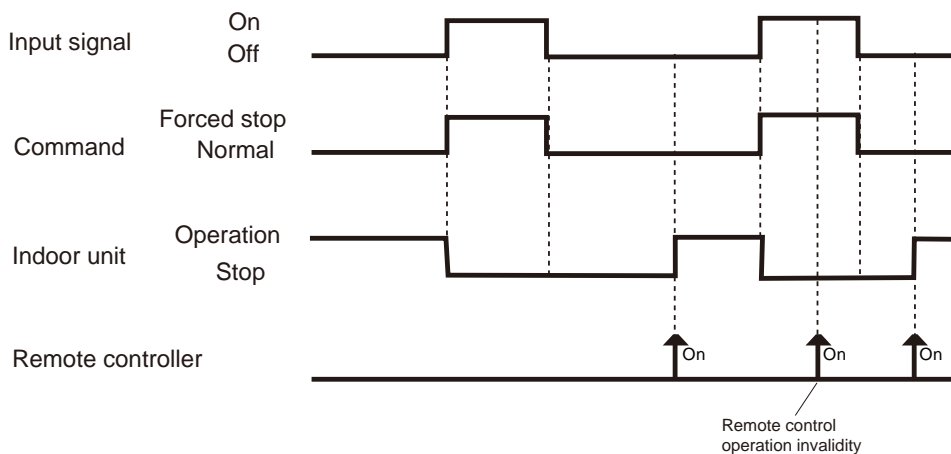 Input signal
On
Off
Command
Forced stop
Normal
Indoor unit
Operation
Stop
Remote controller
On
On
On
Remote control
operation invalidity